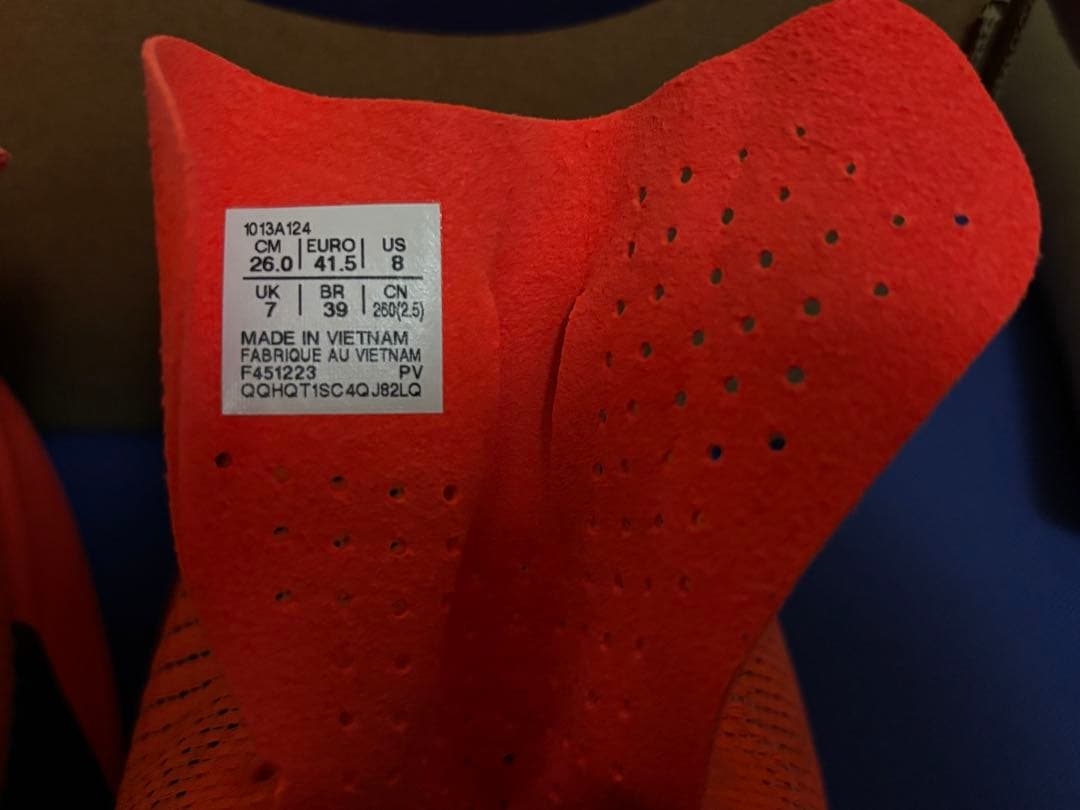 1013A124
CM | EURO | US
26.0 | 41.5 | 8
UK | BR | CN
7 | 39 | 260(2.5)
MADE IN VIETNAM
FABRIQUE AU VIETNAM
F451223 PV
QQHQT1SC4QJ82LQ